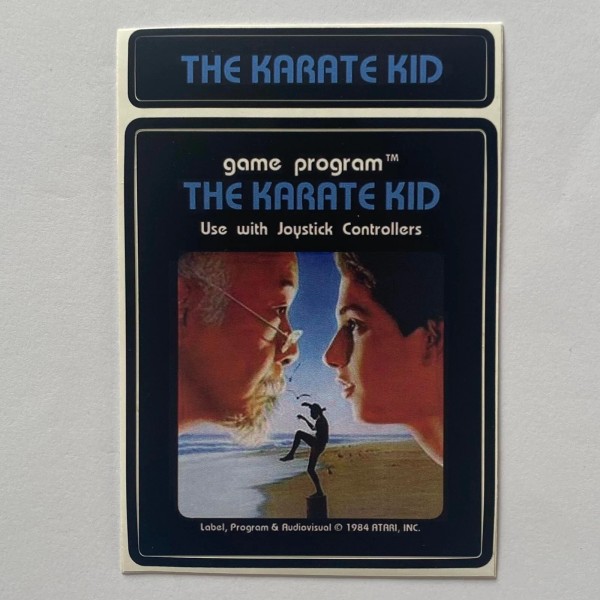 THE KARATE KID
game program™
THE KARATE KID
Use with Joystick Controllers
Label, Program & Audiovisual © 1984 ATARI, INC.